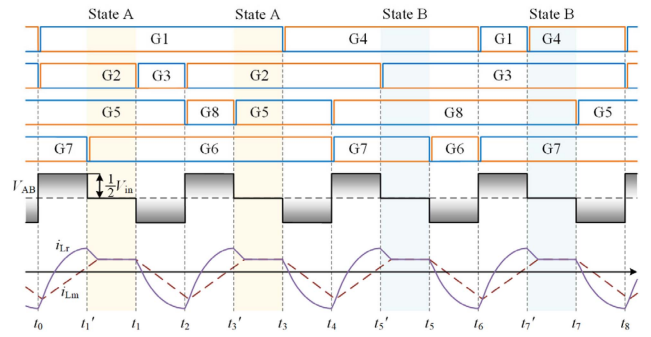 State A State A State B State B
G1 G4 G1 G4
G2 G3 G2 G3
G5 G8 G5 G8 G5
G7 G6 G7 G6 G7
V_AB 1/2 V_in
i_Lr
i_Lm
t_0 t_1′ t_1 t_2 t_3′ t_3 t_4 t_5′ t_5 t_6 t_7′ t_7 t_8